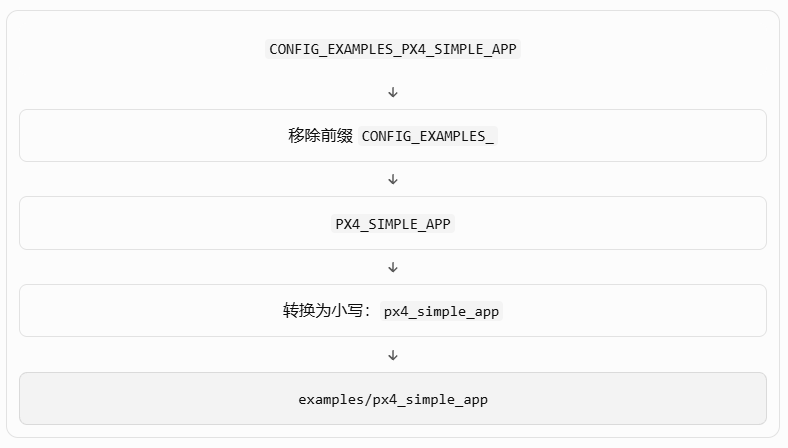 CONFIG_EXAMPLES_PX4_SIMPLE_APP
↓
移除前缀 CONFIG_EXAMPLES_
↓
PX4_SIMPLE_APP
↓
转换为小写： px4_simple_app
↓
examples/px4_simple_app